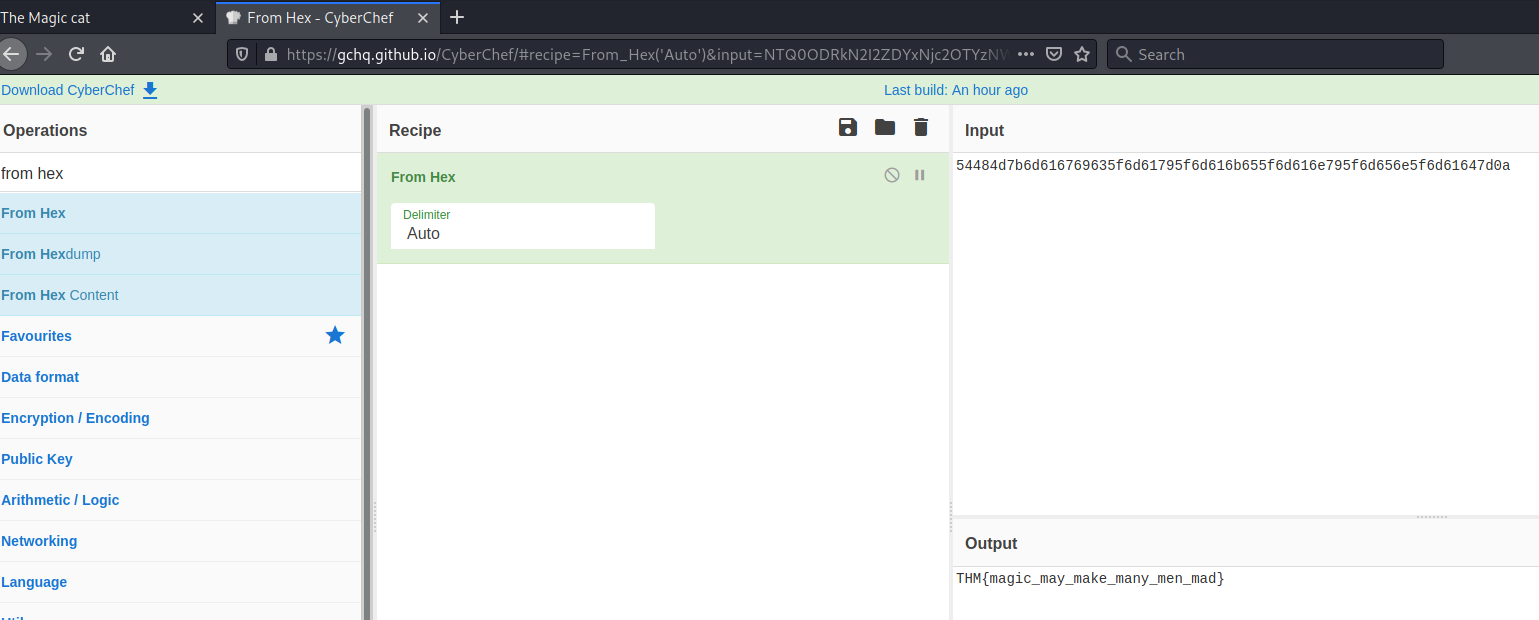 The Magic cat
From Hex - CyberChef
https://gchq.github.io/CyberChef/#recipe=From_Hex('Auto')&input=NTQ0ODRkN2I2ZDYxNjc2OTYzNV
Search
Download CyberChef
Last build: An hour ago
Operations
Recipe
Input
from hex
From Hex
54484d7b6d616769635f6d61795f6d616b655f6d616e795f6d656e5f6d61647d0a
From Hex
Delimiter
Auto
From Hexdump
From Hex Content
Favourites
Data format
Encryption / Encoding
Public Key
Arithmetic / Logic
Networking
Output
Language
THM{magic_may_make_many_men_mad}